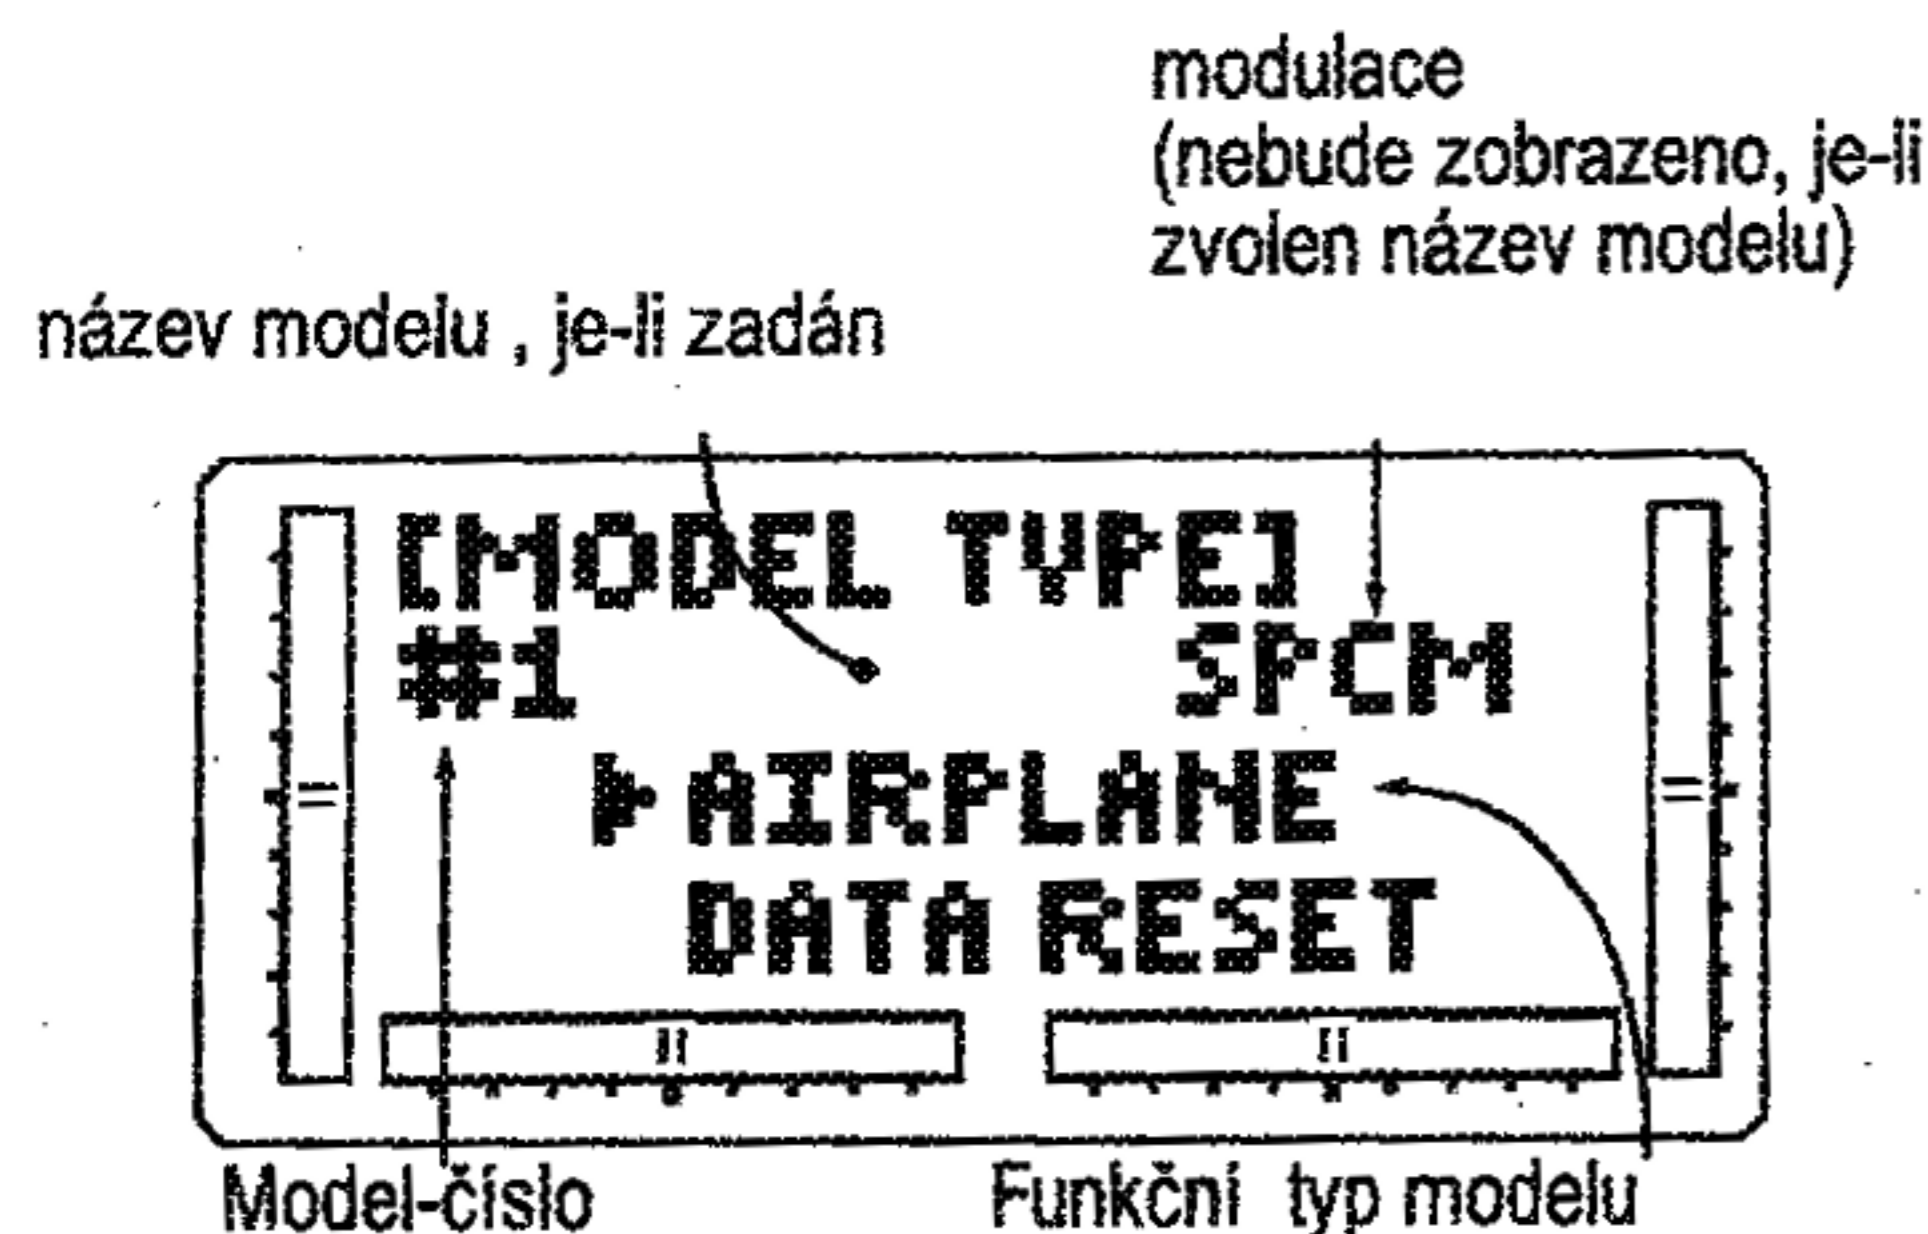 modulace
(nebude zobrazeno, je-li
zvolen název modelu)
název modelu , je-li zadán
[MODEL TYPE]
#1 SPCM
▶AIRPLANE
DATA RESET
Model-číslo
Funkční typ modelu